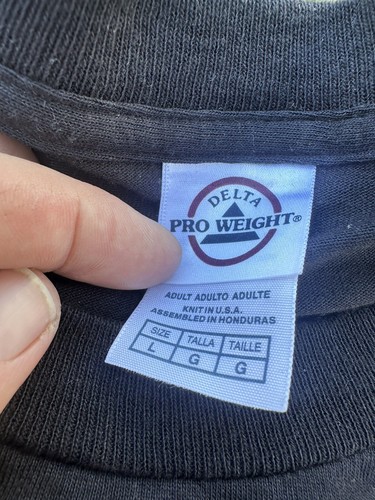 DELTA
PRO WEIGHT®
ADULT ADULTO ADULTE
KNIT IN U.S.A.
ASSEMBLED IN HONDURAS
SIZE TALLA TAILLE
L G G